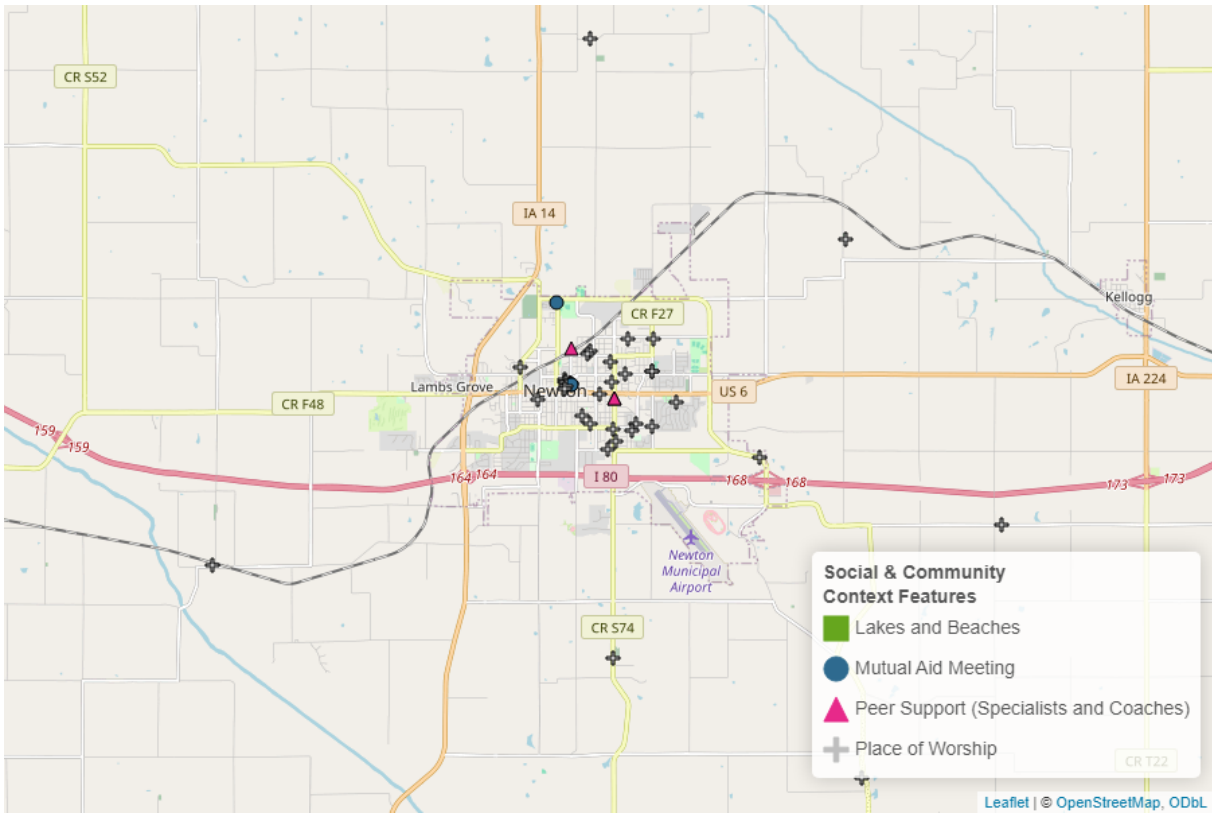 CR S52
IA 14
Kellogg
CR F27
Lambs Grove
Newton
IA 224
US 6
CR F48
159
159
164
164
I 80
168
168
173
173
Newton
Municipal
Airport
Social & Community
Context Features
Lakes and Beaches
Mutual Aid Meeting
Peer Support (Specialists and Coaches)
Place of Worship
CR S74
CR T22
Leaflet | © OpenStreetMap, ODbL